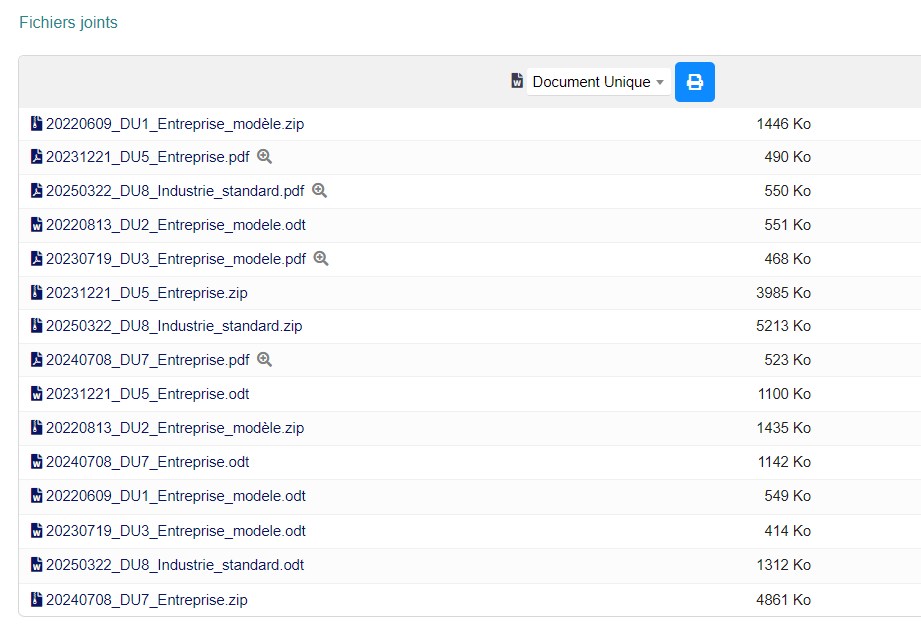 Fichiers joints
Document Unique
20220609_DU1_Entreprise_modèle.zip 1446 Ko
20231221_DU5_Entreprise.pdf 490 Ko
20250322_DU8_Industrie_standard.pdf 550 Ko
20220813_DU2_Entreprise_modele.odt 551 Ko
20230719_DU3_Entreprise_modele.pdf 468 Ko
20231221_DU5_Entreprise.zip 3985 Ko
20250322_DU8_Industrie_standard.zip 5213 Ko
20240708_DU7_Entreprise.pdf 523 Ko
20231221_DU5_Entreprise.odt 1100 Ko
20220813_DU2_Entreprise_modèle.zip 1435 Ko
20240708_DU7_Entreprise.odt 1142 Ko
20220609_DU1_Entreprise_modele.odt 549 Ko
20230719_DU3_Entreprise_modele.odt 414 Ko
20250322_DU8_Industrie_standard.odt 1312 Ko
20240708_DU7_Entreprise.zip 4861 Ko